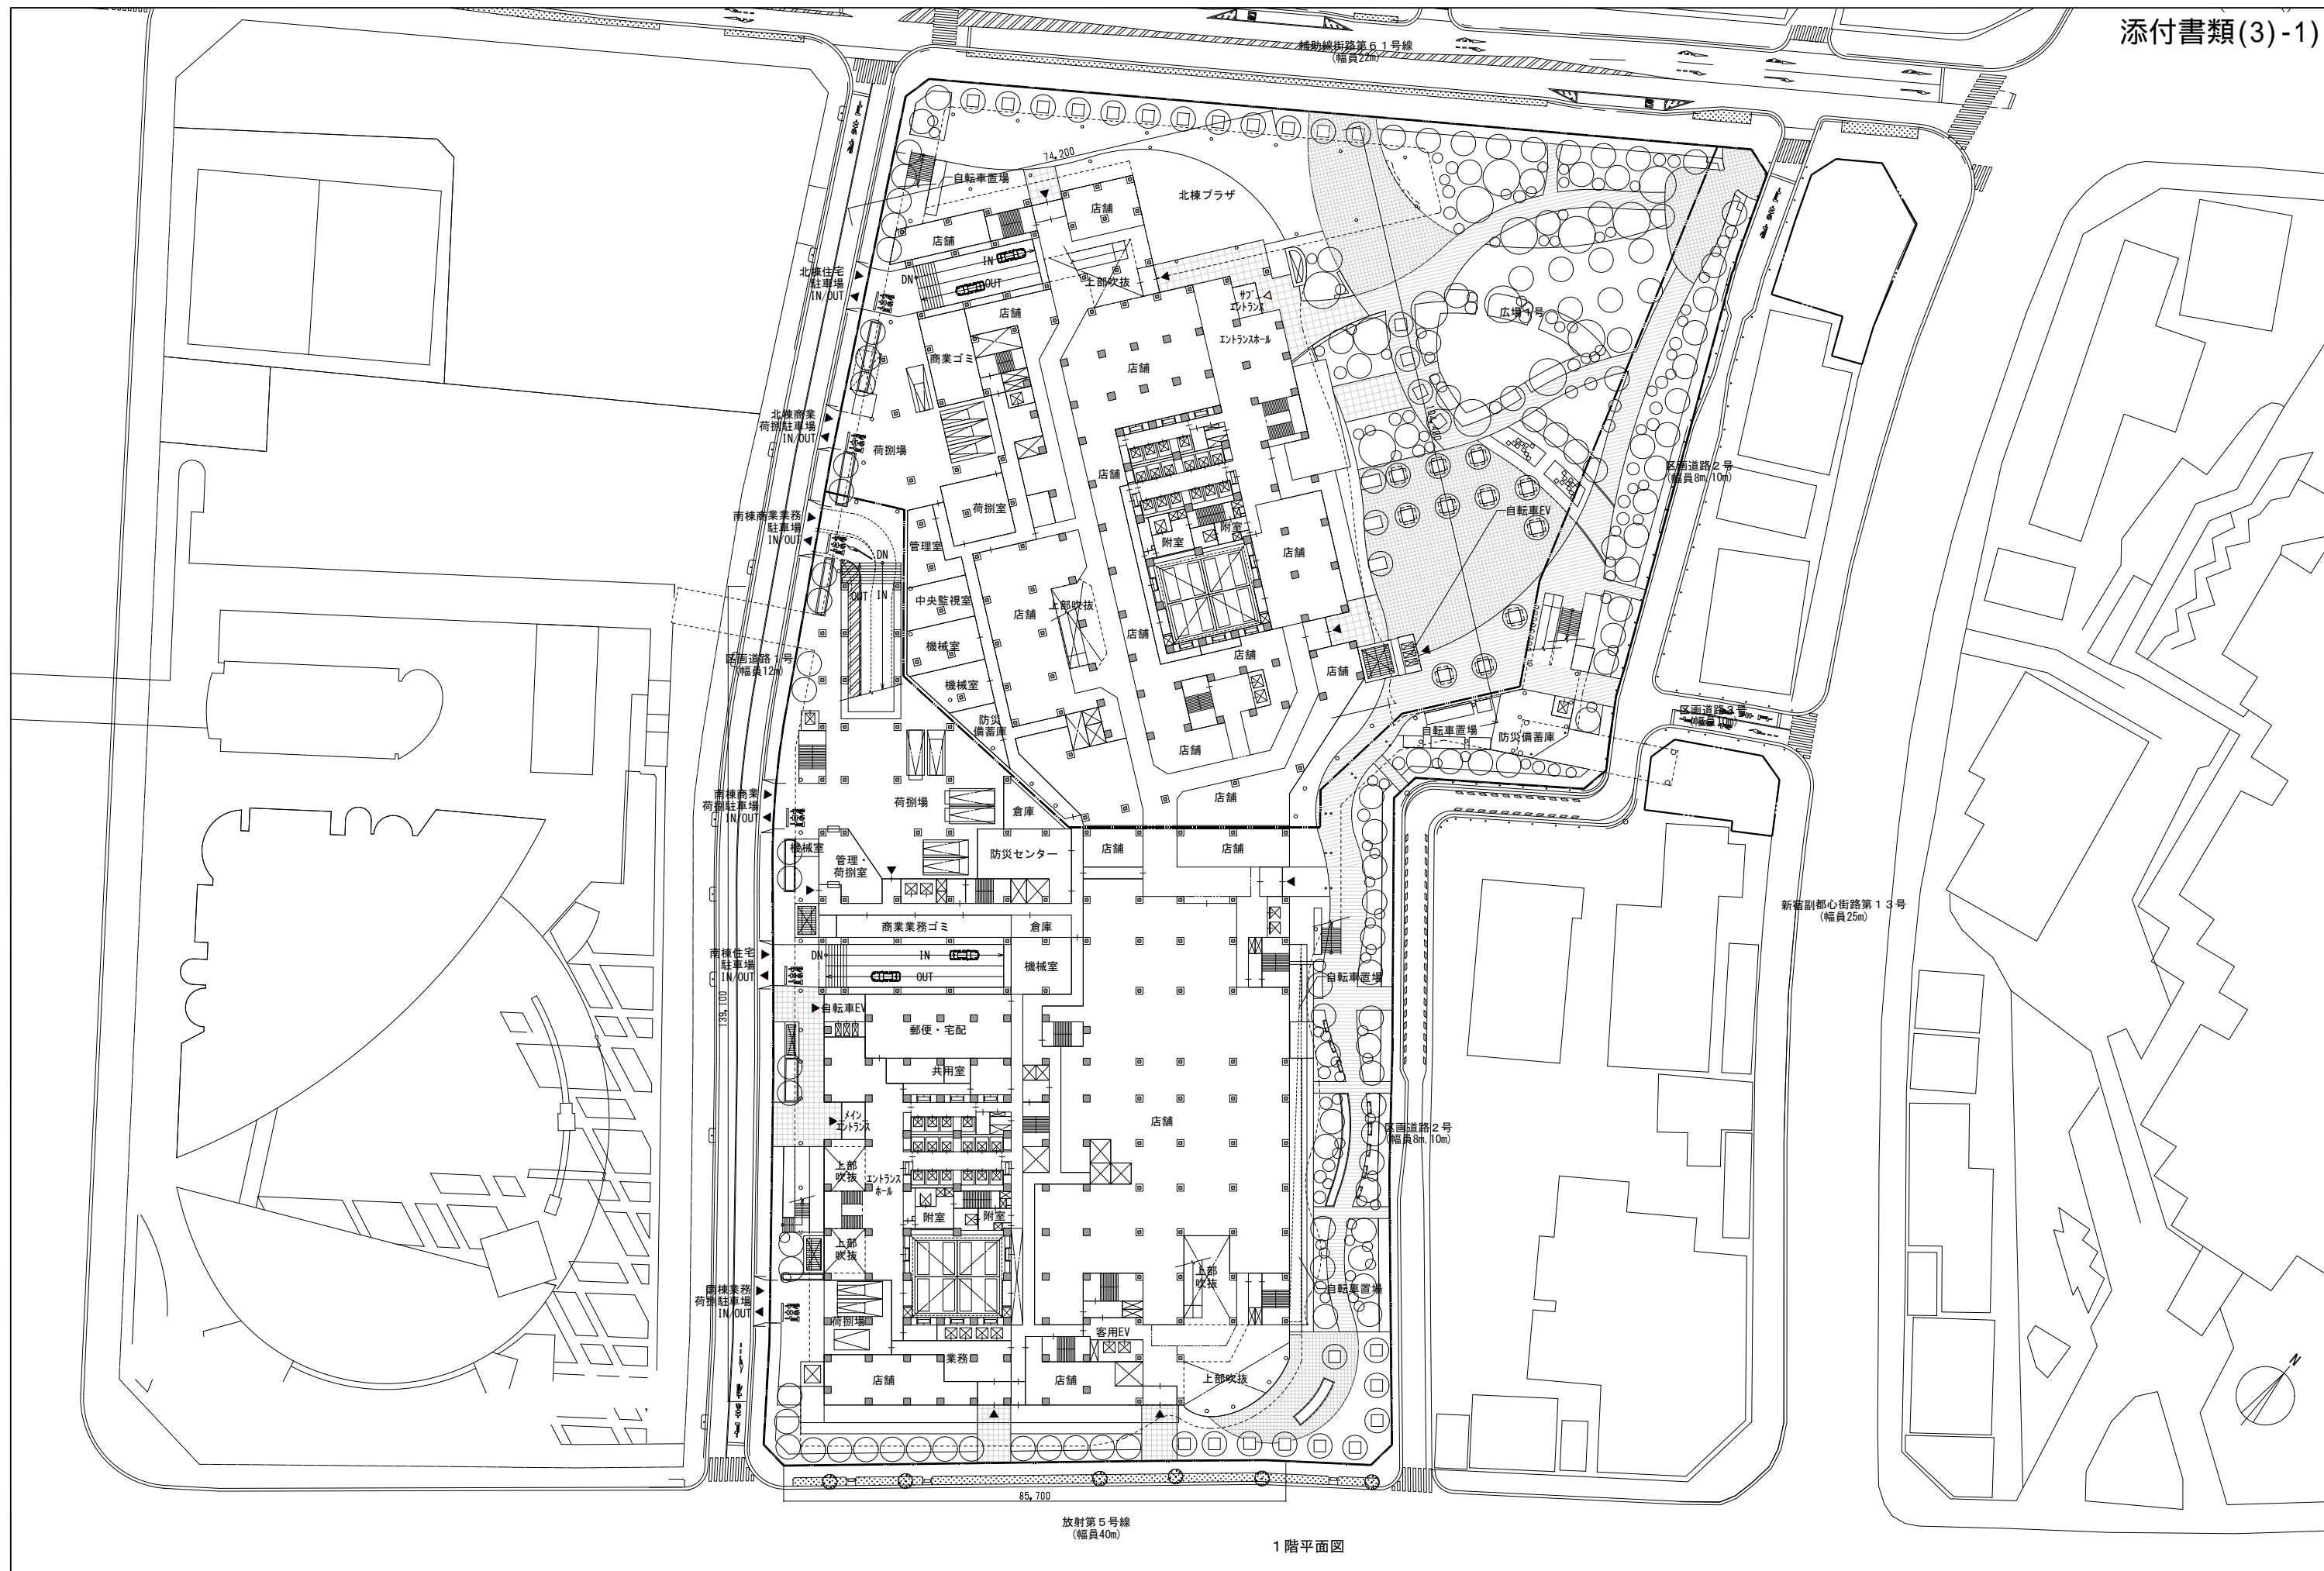 添付書類(3)-1)
補助線街路第６１号線
(幅員22m)
74,200
自転車置場
北棟プラザ
店舗
店舗
IN
DN
OUT
上部吹抜
北棟住宅
駐車場
IN/OUT
店舗
ｻﾌﾞ
ｴﾝﾄﾗﾝｽ
広場１号
ｴﾝﾄﾗﾝｽﾎｰﾙ
商業ゴミ
店舗
北棟商業
荷捌駐車場
IN/OUT
荷捌場
店舗
区画道路２号
(幅員8m,10m)
南棟商業業務
駐車場
IN/OUT
荷捌室
自転車EV
附室
附室
店舗
管理室
DN
OUT
IN
中央監視室
店舗
上部吹抜
店舗
機械室
区画道路１号
(幅員12m)
店舗
店舗
機械室
防災
備蓄庫
店舗
自転車置場
防災備蓄庫
区画道路３号
(幅員10m)
南棟商業
荷捌駐車場
IN/OUT
荷捌場
倉庫
店舗
機械室
管理・
荷捌室
防災センター
店舗
店舗
新宿副都心街路第１３号
(幅員25m)
商業業務ゴミ
倉庫
南棟住宅
駐車場
IN/OUT
DN
IN
OUT
機械室
自転車置場
139,100
自転車EV
郵便・宅配
共用室
ﾒｲﾝ
ｴﾝﾄﾗﾝｽ
店舗
区画道路２号
(幅員8m,10m)
上部
吹抜
ｴﾝﾄﾗﾝｽ
ﾎｰﾙ
附室
附室
上部
吹抜
上部
吹抜
南棟業務
荷捌駐車場
IN/OUT
自転車置場
荷捌場
客用EV
業務
店舗
店舗
上部吹抜
N
85,700
放射第５号線
(幅員40m)
１階平面図